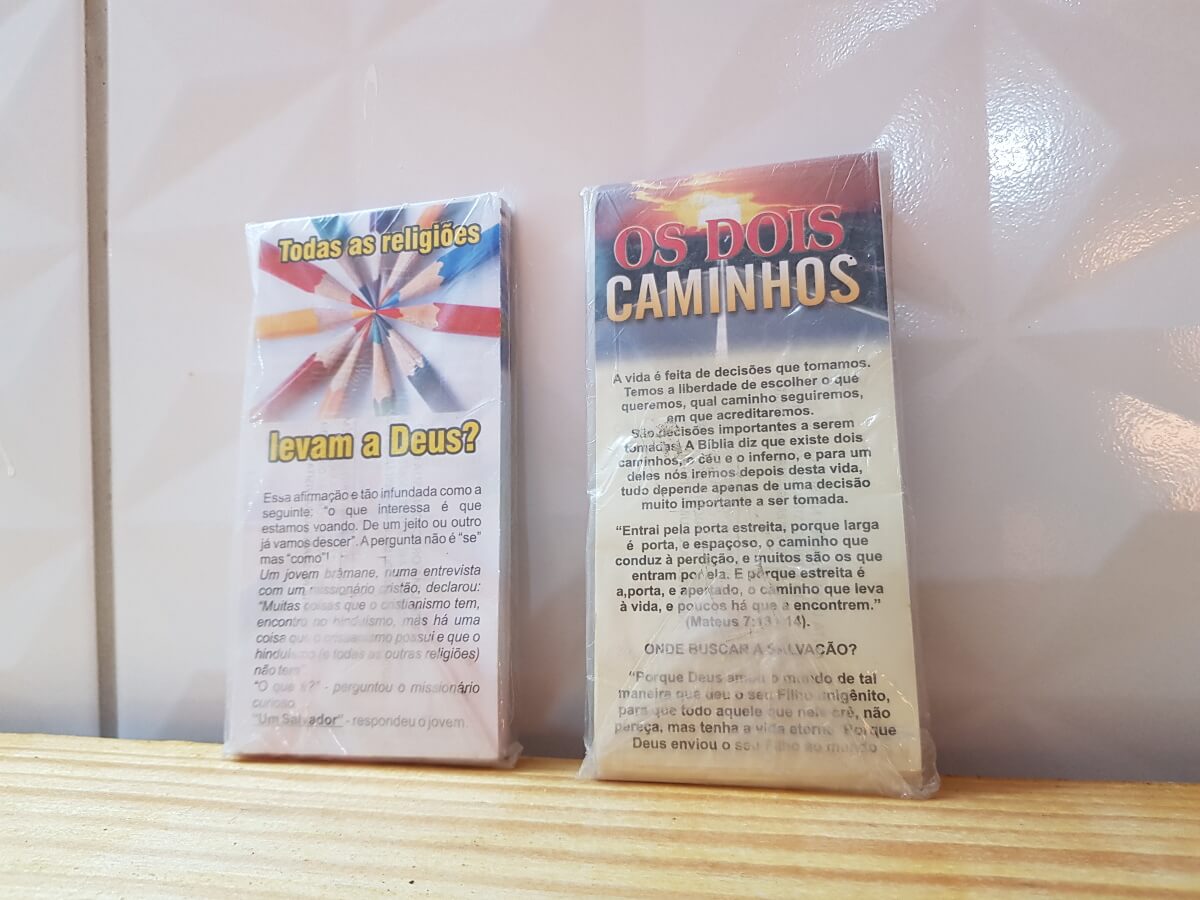 Todas as religiões
levam a Deus?
Essa afirmação e tão infundada como a
seguinte: "o que interessa é que
estamos voando. De um jeito ou outro
já vamos descer". A pergunta não é "se"
mas "como"!
Um jovem brâmane, numa entrevista
com um missionário cristão, declarou:
"Muitas coisas que o cristianismo tem,
encontro no hinduísmo, mas há uma
coisa que o cristianismo possui e que o
hinduísmo (e todas as outras religiões)
não tem"
"O que é?" - perguntou o missionário
curioso.
"Um Salvador" - respondeu o jovem.
OS DOIS
CAMINHOS
A vida é feita de decisões que tomamos.
Temos a liberdade de escolher o que
queremos, qual caminho seguiremos,
em que acreditaremos.
São decisões importantes a serem
tomadas. A Bíblia diz que existe dois
caminhos, o céu e o inferno, e para um
deles nós iremos depois desta vida,
tudo depende apenas de uma decisão
muito importante a ser tomada.
"Entrai pela porta estreita, porque larga
é porta, e espaçoso, o caminho que
conduz à perdição, e muitos são os que
entram por ela. E porque estreita é
a,porta, e apertado, o caminho que leva
à vida, e poucos há que a encontrem."
(Mateus 7:13 14).
ONDE BUSCAR A SALVAÇÃO?
"Porque Deus amou o mundo de tal
maneira que deu o seu Filho unigênito,
para que todo aquele que nele crê, não
pereça, mas tenha a vida eterna. Porque
Deus enviou o seu Filho ao mundo